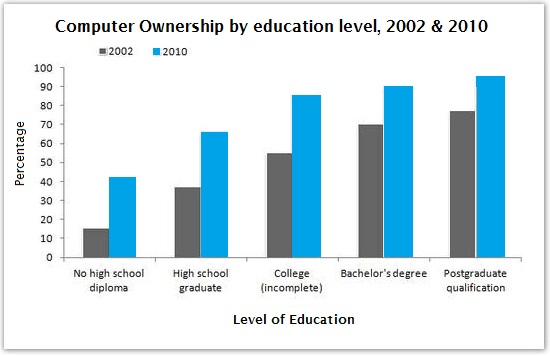 Computer Ownership by education level, 2002 & 2010
2002 2010
Percentage
100
90
80
70
60
50
40
30
20
10
0
No high school
diploma
High school
graduate
College
(incomplete)
Bachelor's degree
Postgraduate
qualification
Level of Education